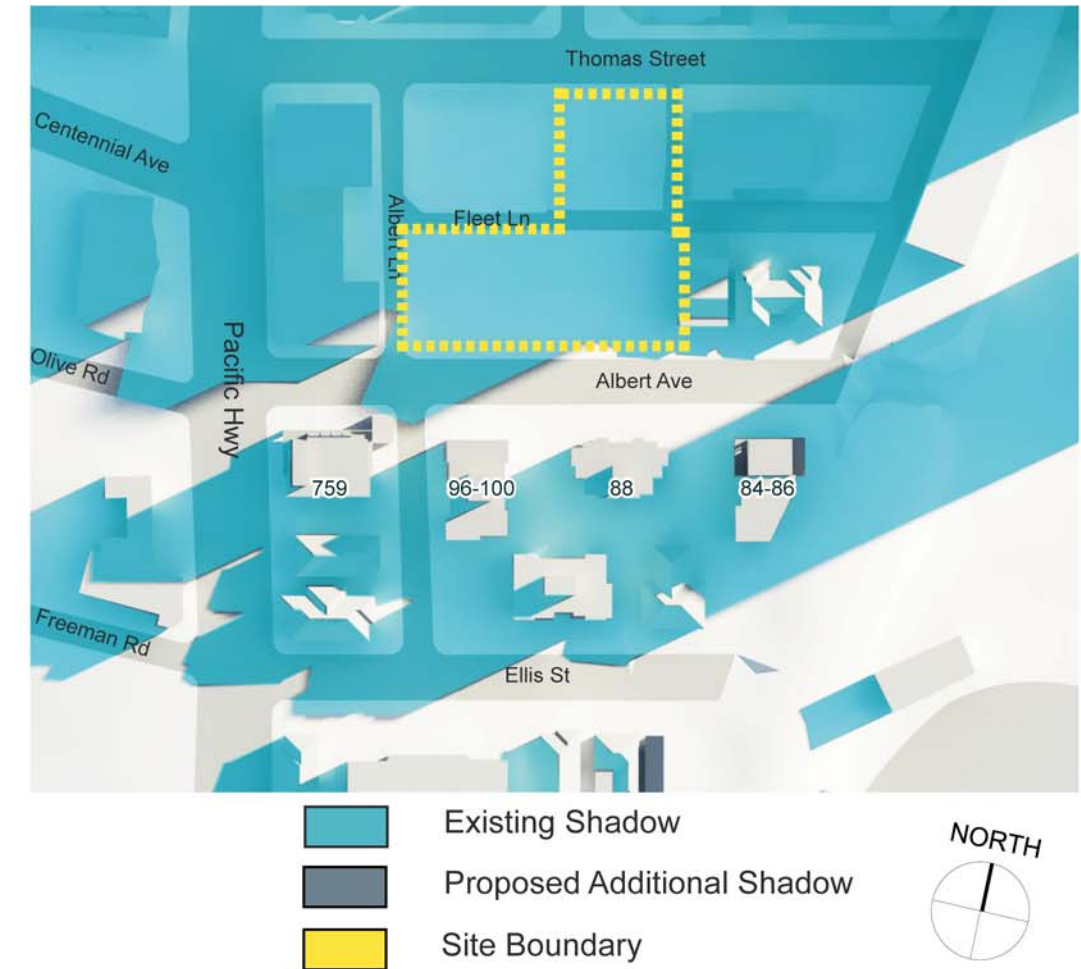 Thomas Street
Centennial Ave
Albert Ln
Fleet Ln
Pacific Hwy
Olive Rd
Albert Ave
759
96-100
88
84-86
Freeman Rd
Ellis St
Existing Shadow
NORTH
Proposed Additional Shadow
Site Boundary